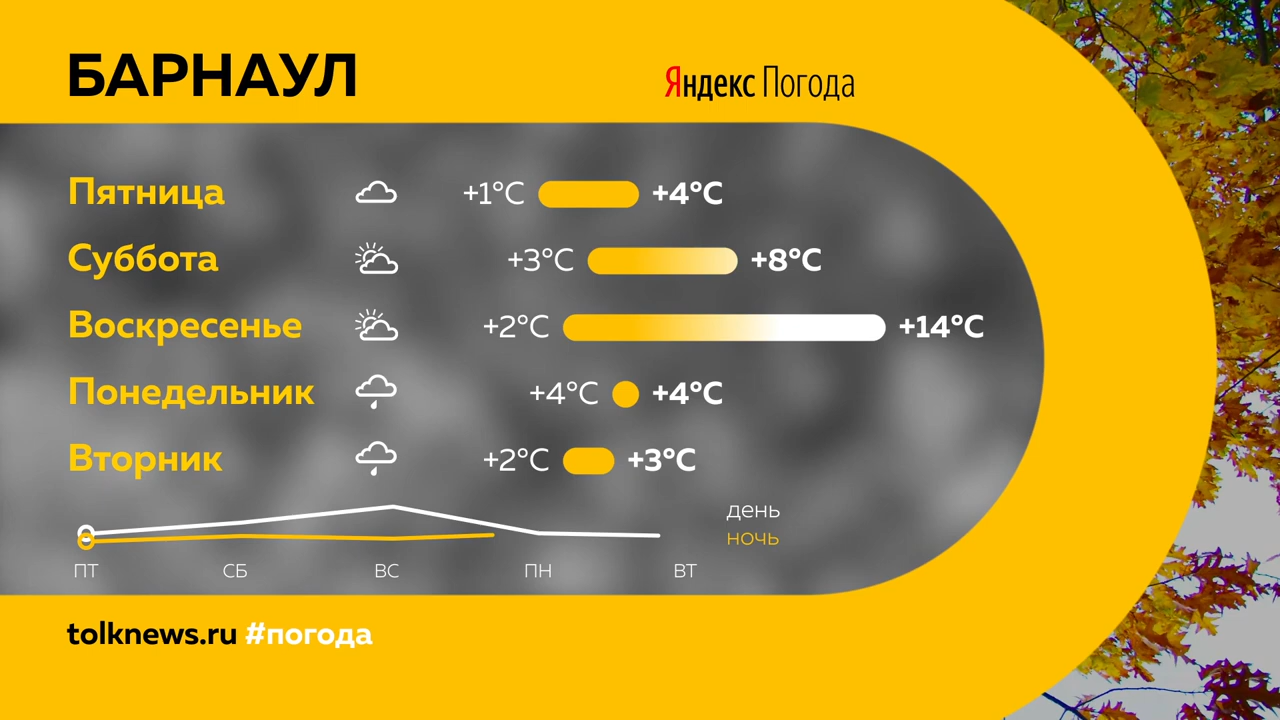 БАРНАУЛ
Яндекс Погода
Пятница +1°C +4°C
Суббота +3°C +8°C
Воскресенье +2°C +14°C
Понедельник +4°C +4°C
Вторник +2°C +3°C
день
ночь
ПТ СБ ВС ПН ВТ
tolknews.ru #погода